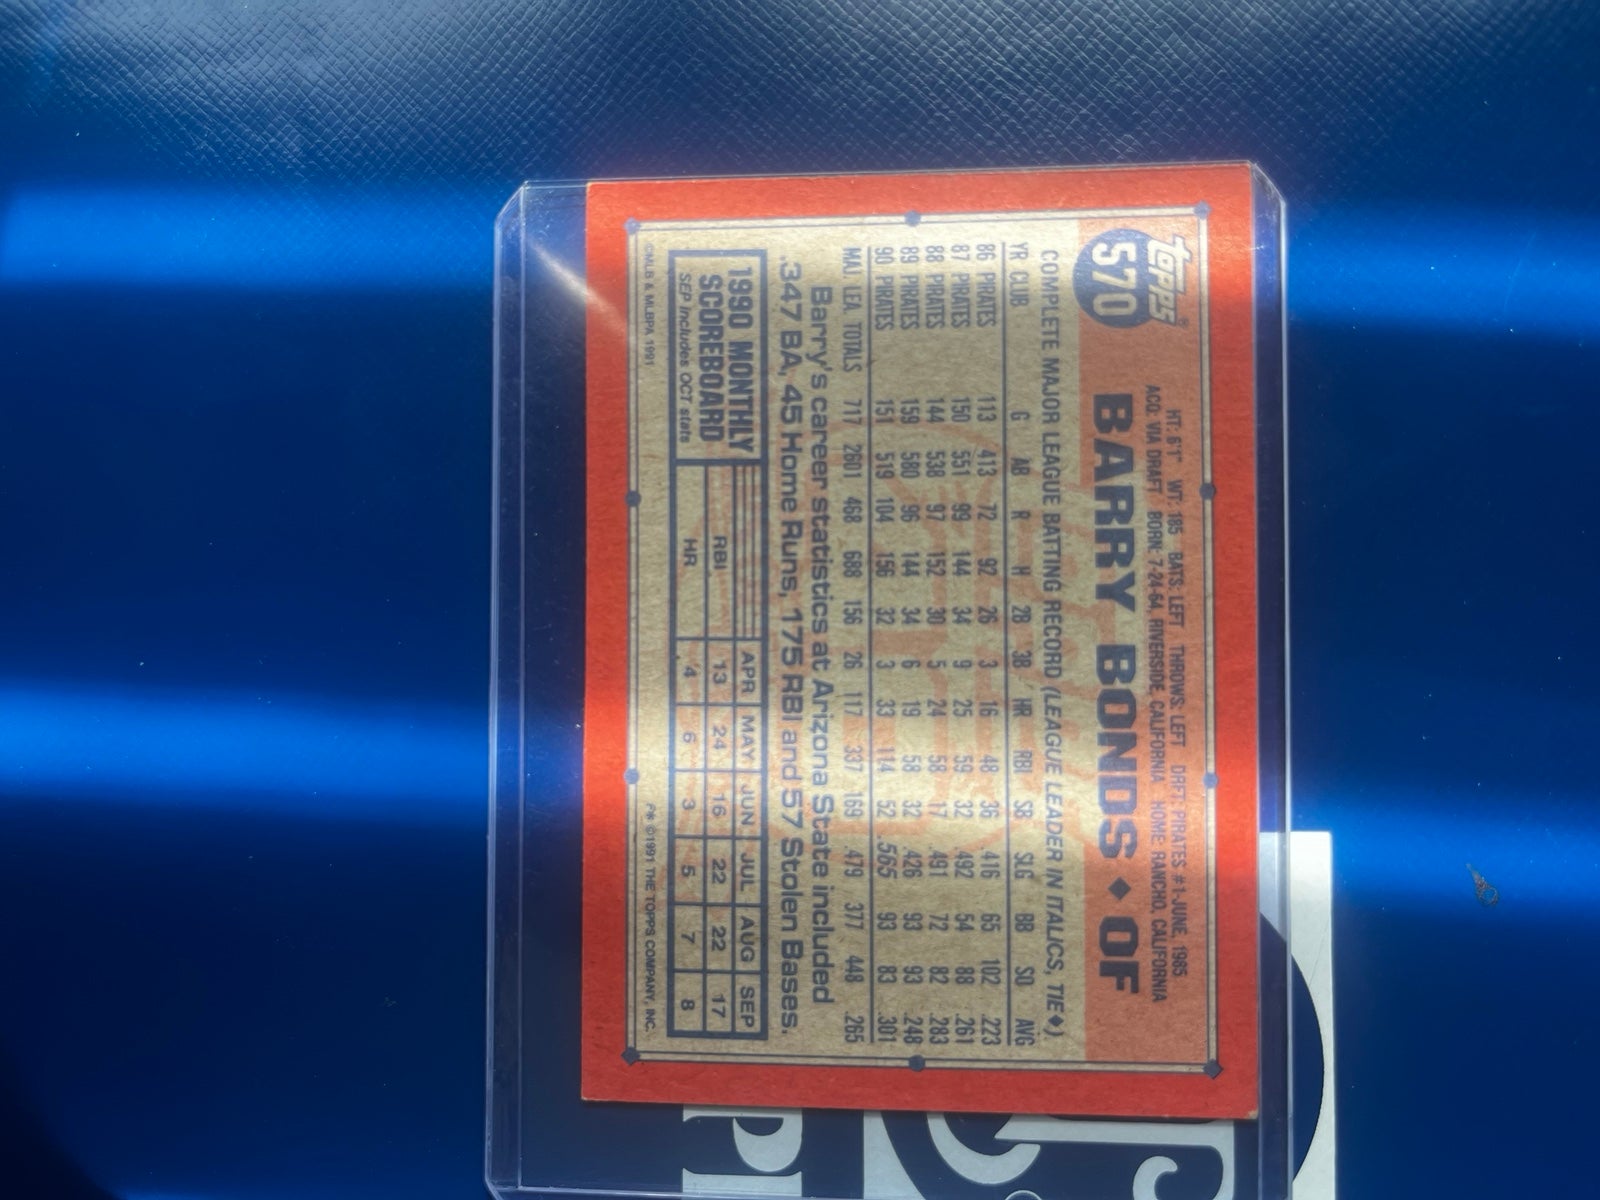 topps®
570
HT: 6'1" WT: 185 BATS: LEFT THROWS: LEFT DRFT: PIRATES #1-JUNE, 1985
ACQ: VIA DRAFT BORN: 7-24-64, RIVERSIDE, CALIFORNIA HOME: RANCHO, CALIFORNIA
BARRY BONDS ♦ OF
COMPLETE MAJOR LEAGUE BATTING RECORD (LEAGUE LEADER IN ITALICS, TIE♦)
YR CLUB G AB R H 2B 3B HR RBI SB SLG BB SO AVG
86 PIRATES 113 413 72 92 26 3 16 48 36 .416 65 102 .223
87 PIRATES 150 551 99 144 34 9 25 59 32 .492 54 88 .261
88 PIRATES 144 538 97 152 30 5 24 58 17 .491 72 82 .283
89 PIRATES 159 580 96 144 34 6 19 58 32 .426 93 93 .248
90 PIRATES 151 519 104 156 32 3 33 114 52 .565 93 83 .301
MAJ. LEA. TOTALS 717 2601 468 688 156 26 117 337 169 .479 377 448 .265
Barry's career statistics at Arizona State included
.347 BA, 45 Home Runs, 175 RBI and 57 Stolen Bases.
1990 MONTHLY
SCOREBOARD
SEP includes OCT stats
APR MAY JUN JUL AUG SEP
RBI 13 24 16 22 22 17
HR 4 6 3 5 7 8
©MLB & MLBPA 1991
©1991 THE TOPPS COMPANY, INC.